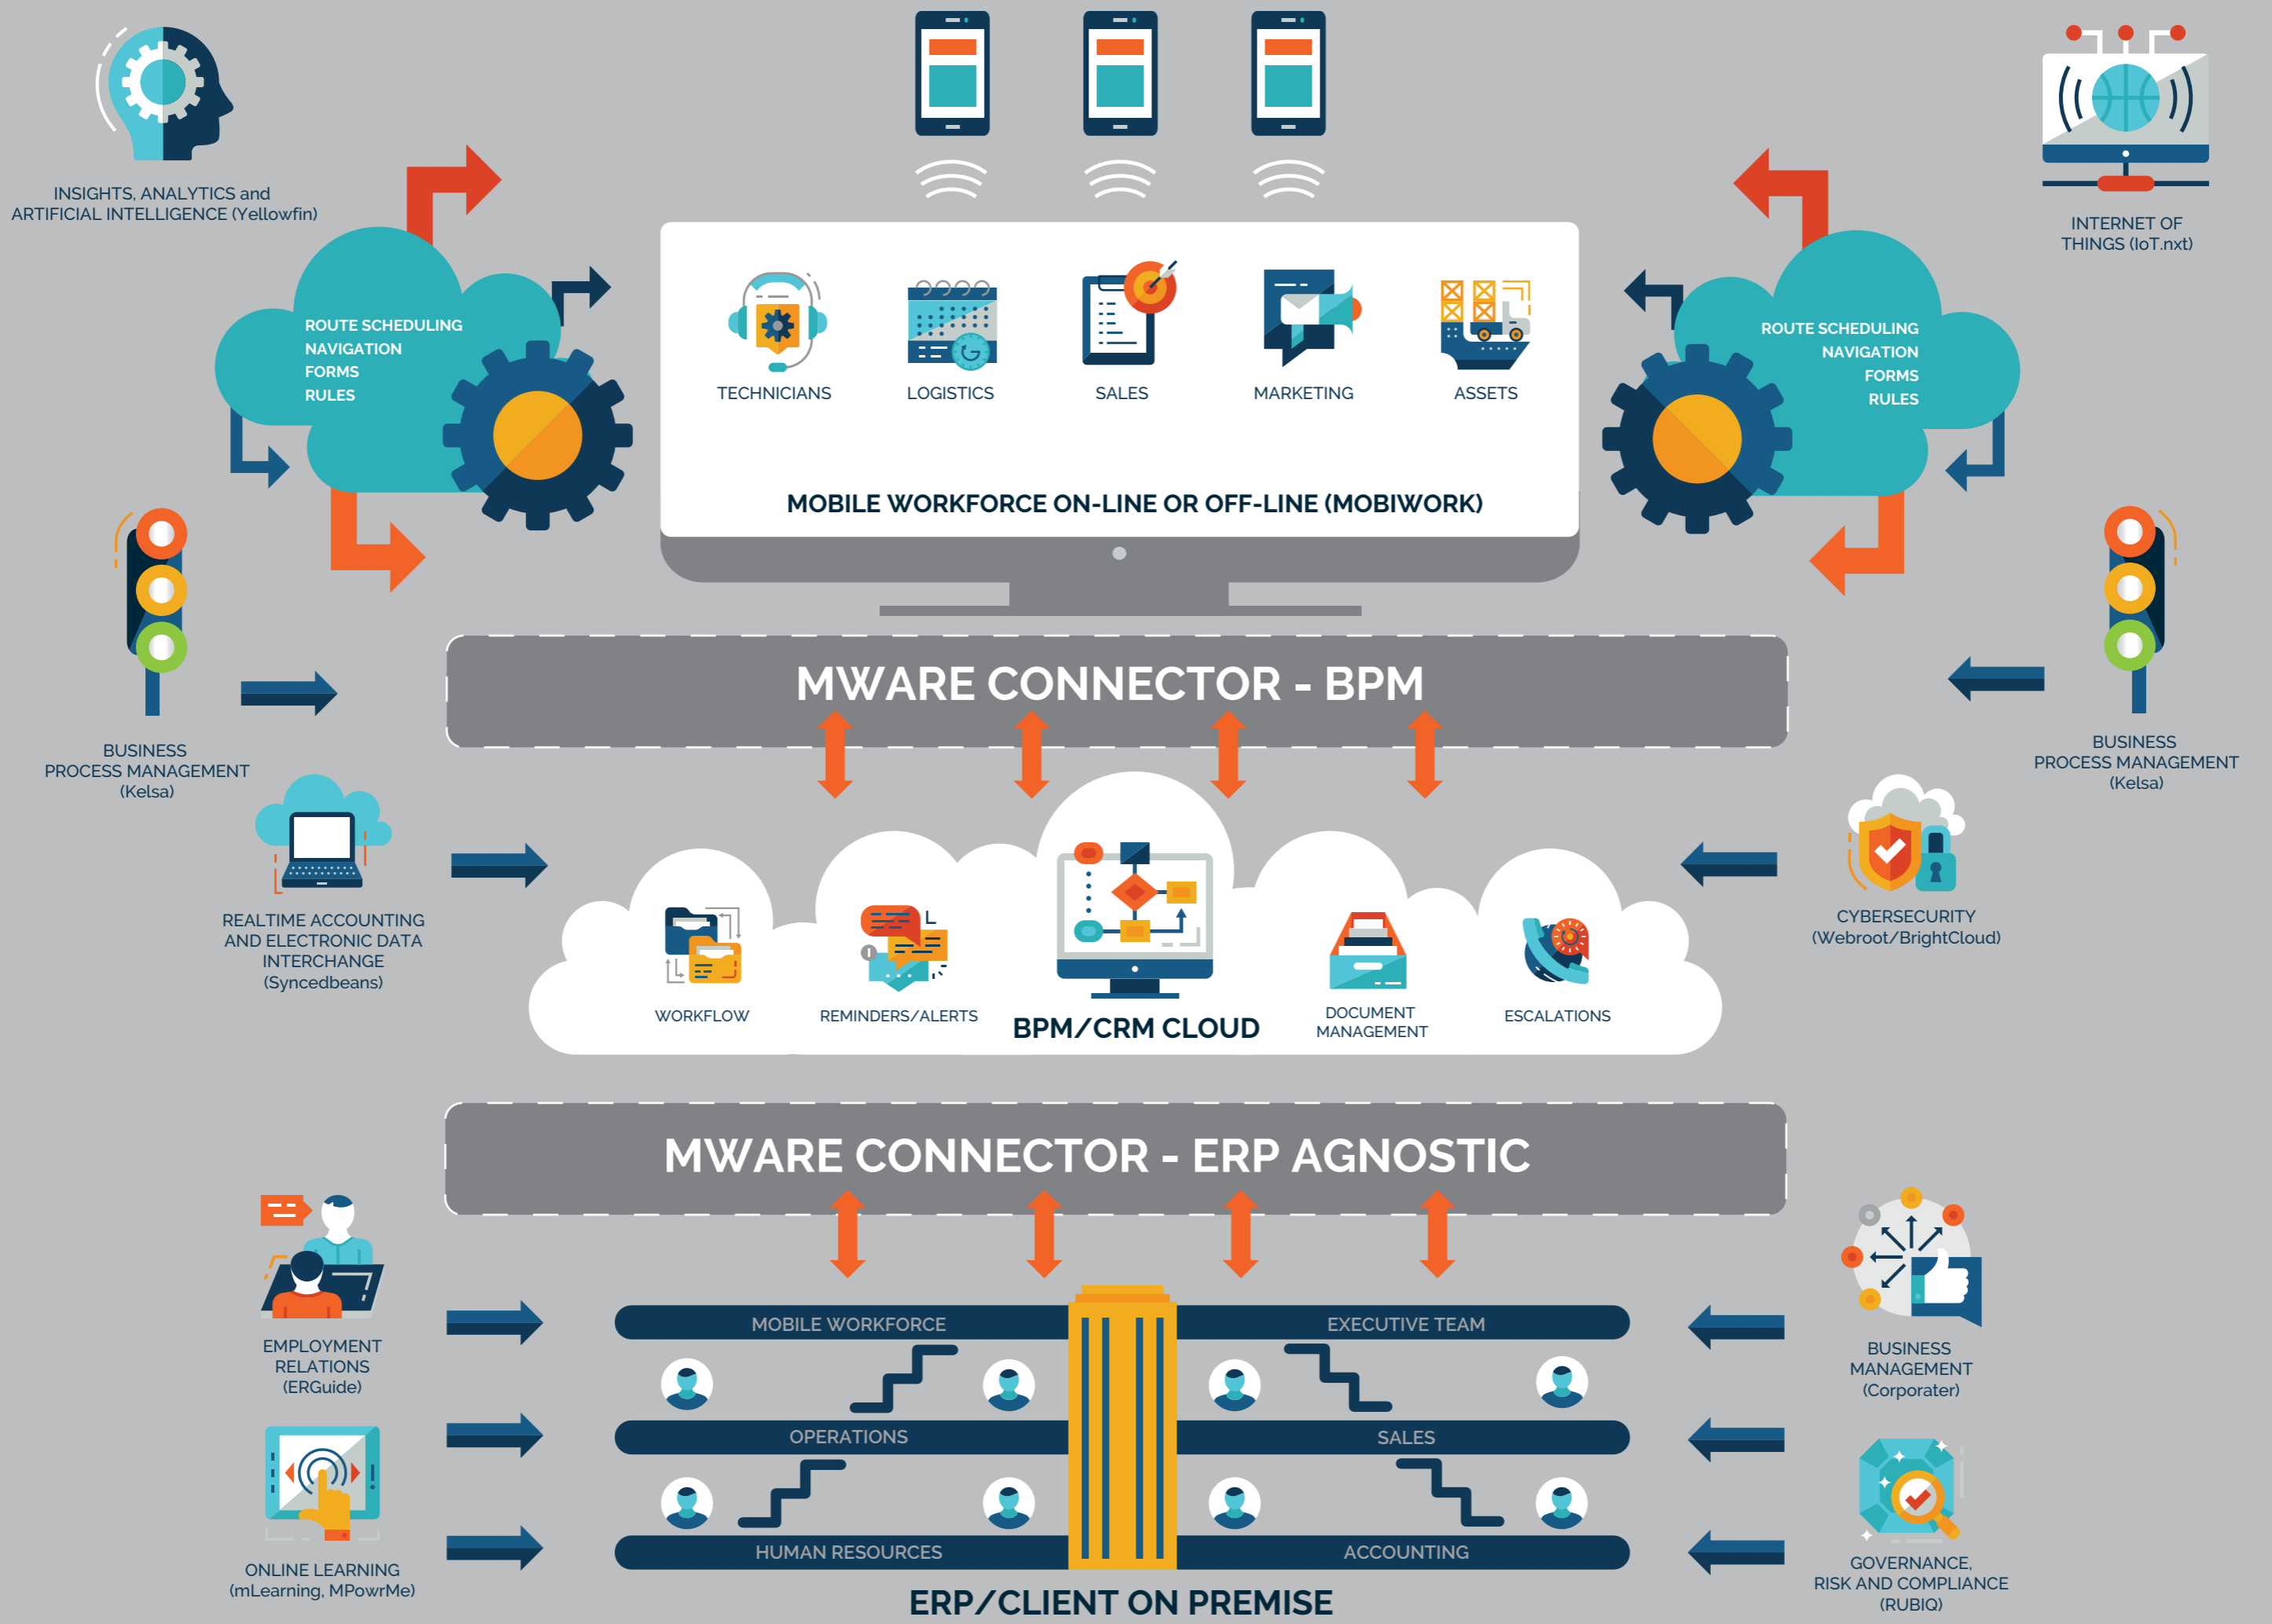 INSIGHTS, ANALYTICS and
ARTIFICIAL INTELLIGENCE (Yellowfin)
INTERNET OF
THINGS (IoT.nxt)
ROUTE SCHEDULING
NAVIGATION
FORMS
RULES
TECHNICIANS
LOGISTICS
SALES
MARKETING
ASSETS
MOBILE WORKFORCE ON-LINE OR OFF-LINE (MOBIWORK)
ROUTE SCHEDULING
NAVIGATION
FORMS
RULES
BUSINESS
PROCESS MANAGEMENT
(Kelsa)
MWARE CONNECTOR - BPM
BUSINESS
PROCESS MANAGEMENT
(Kelsa)
REALTIME ACCOUNTING
AND ELECTRONIC DATA
INTERCHANGE
(Syncedbeans)
WORKFLOW
REMINDERS/ALERTS
BPM/CRM CLOUD
DOCUMENT
MANAGEMENT
ESCALATIONS
CYBERSECURITY
(Webroot/BrightCloud)
MWARE CONNECTOR - ERP AGNOSTIC
EMPLOYMENT
RELATIONS
(ERGuide)
MOBILE WORKFORCE
EXECUTIVE TEAM
BUSINESS
MANAGEMENT
(Corporater)
OPERATIONS
SALES
ONLINE LEARNING
(mLearning, MPowrMe)
HUMAN RESOURCES
ACCOUNTING
GOVERNANCE,
RISK AND COMPLIANCE
(RUBIQ)
ERP/CLIENT ON PREMISE